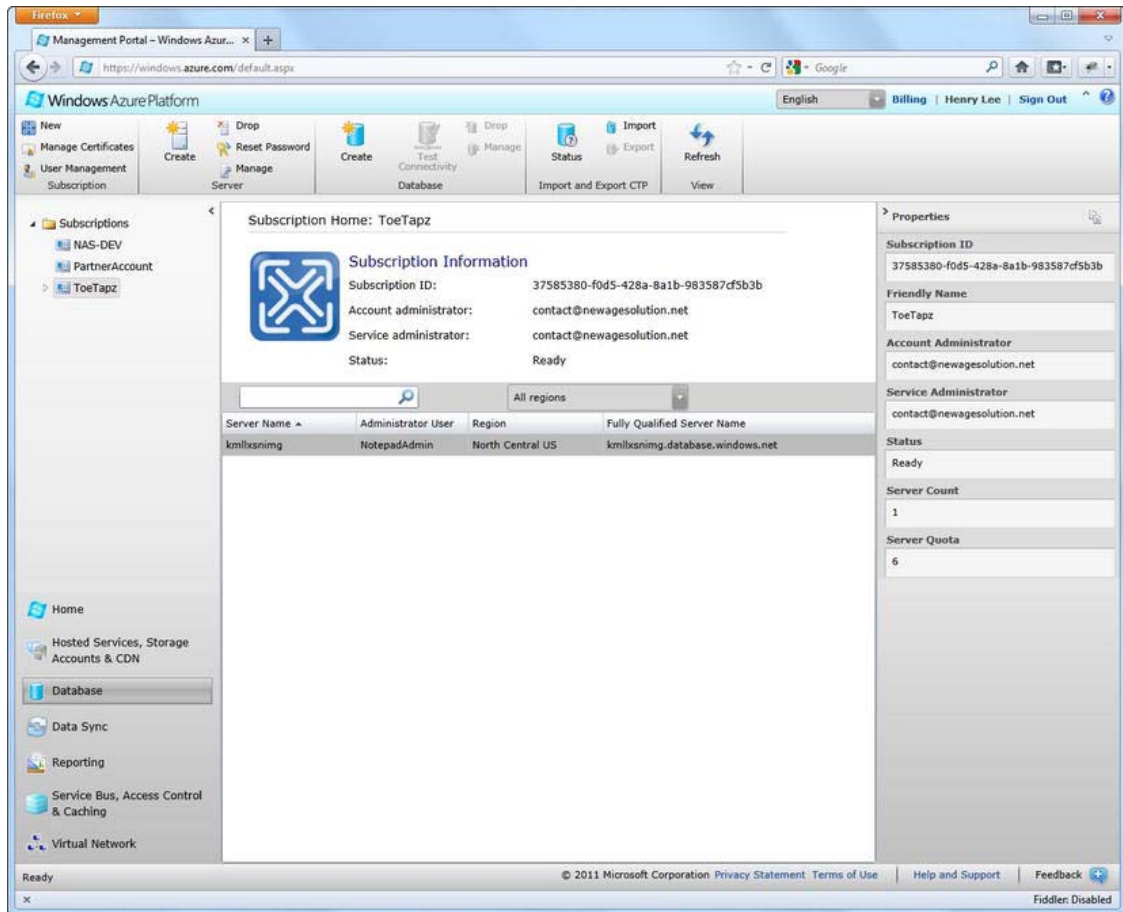 Firefox
Management Portal – Windows Azur... × +
https://windows.azure.com/default.aspx
Google
Windows Azure Platform
English
Billing | Henry Lee | Sign Out
New
Manage Certificates
User Management
Subscription
Create
Drop
Reset Password
Manage
Server
Create
Test Connectivity
Drop
Manage
Database
Status
Import
Export
Import and Export CTP
Refresh
View
Subscriptions
NAS-DEV
PartnerAccount
ToeTapz
Subscription Home: ToeTapz
Subscription Information
Subscription ID: 37585380-f0d5-428a-8a1b-983587cf5b3b
Account administrator: contact@newagesolution.net
Service administrator: contact@newagesolution.net
Status: Ready
All regions
Server Name Administrator User Region Fully Qualified Server Name
kmllxsnimg NotepadAdmin North Central US kmllxsnimg.database.windows.net
Properties
Subscription ID
37585380-f0d5-428a-8a1b-983587cf5b3b
Friendly Name
ToeTapz
Account Administrator
contact@newagesolution.net
Service Administrator
contact@newagesolution.net
Status
Ready
Server Count
1
Server Quota
6
Home
Hosted Services, Storage
Accounts & CDN
Database
Data Sync
Reporting
Service Bus, Access Control
& Caching
Virtual Network
Ready
© 2011 Microsoft Corporation Privacy Statement Terms of Use | Help and Support | Feedback
× Fiddler: Disabled